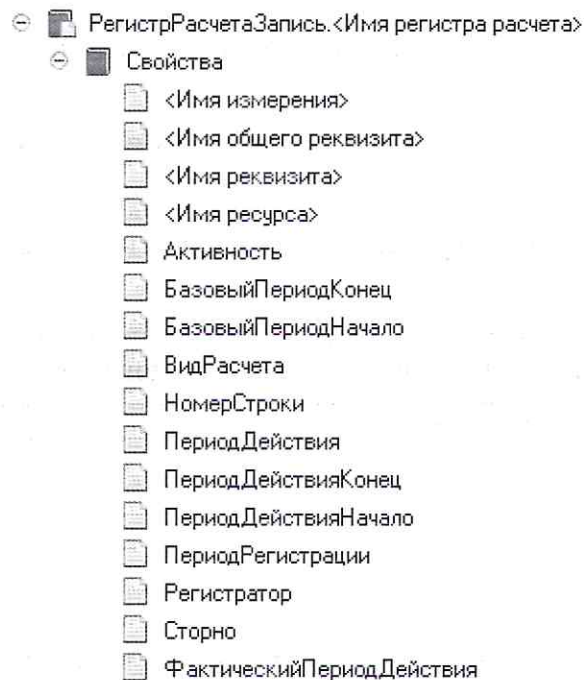 РегистрРасчетаЗапись.<Имя регистра расчета>
Свойства
<Имя измерения>
<Имя общего реквизита>
<Имя реквизита>
<Имя ресурса>
Активность
БазовыйПериодКонец
БазовыйПериодНачало
ВидРасчета
НомерСтроки
ПериодДействия
ПериодДействияКонец
ПериодДействияНачало
ПериодРегистрации
Регистратор
Сторно
ФактическийПериодДействия